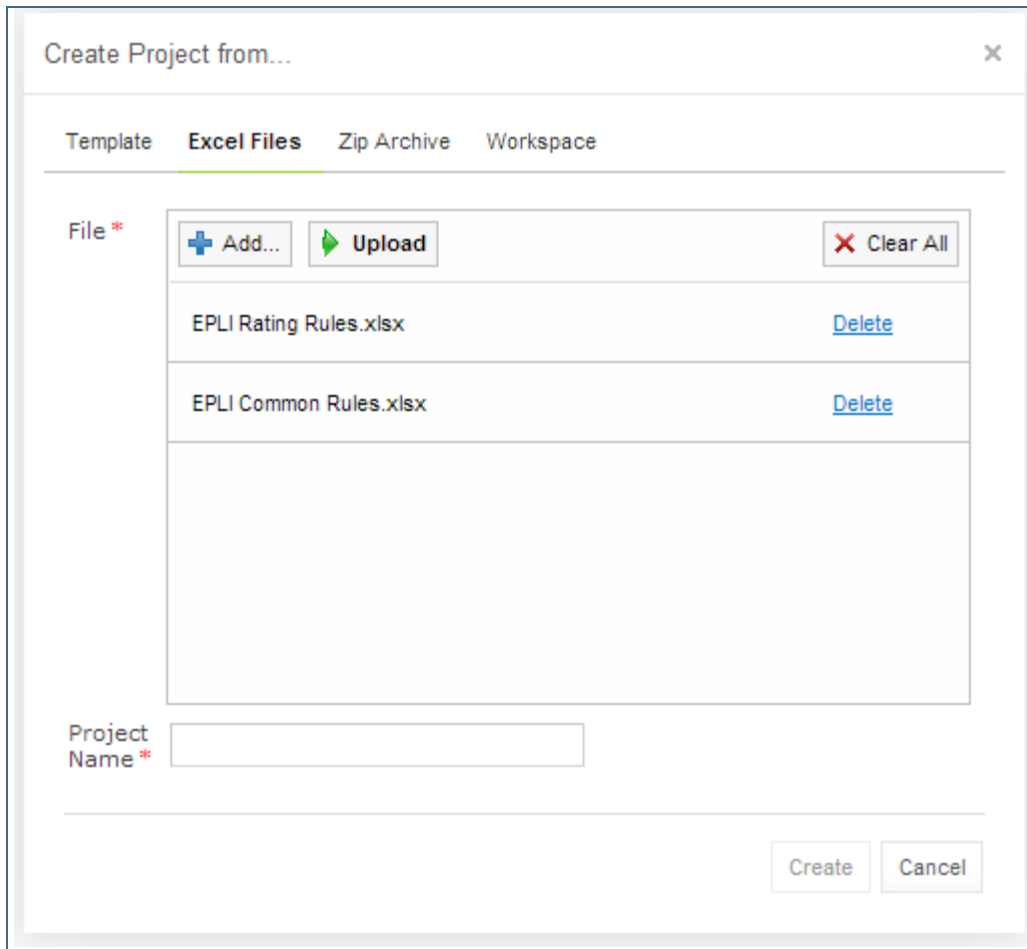 Create Project from...
×
Template Excel Files Zip Archive Workspace
File *
Add... Upload Clear All
EPLI Rating Rules.xlsx Delete
EPLI Common Rules.xlsx Delete
Project
Name *
Create Cancel